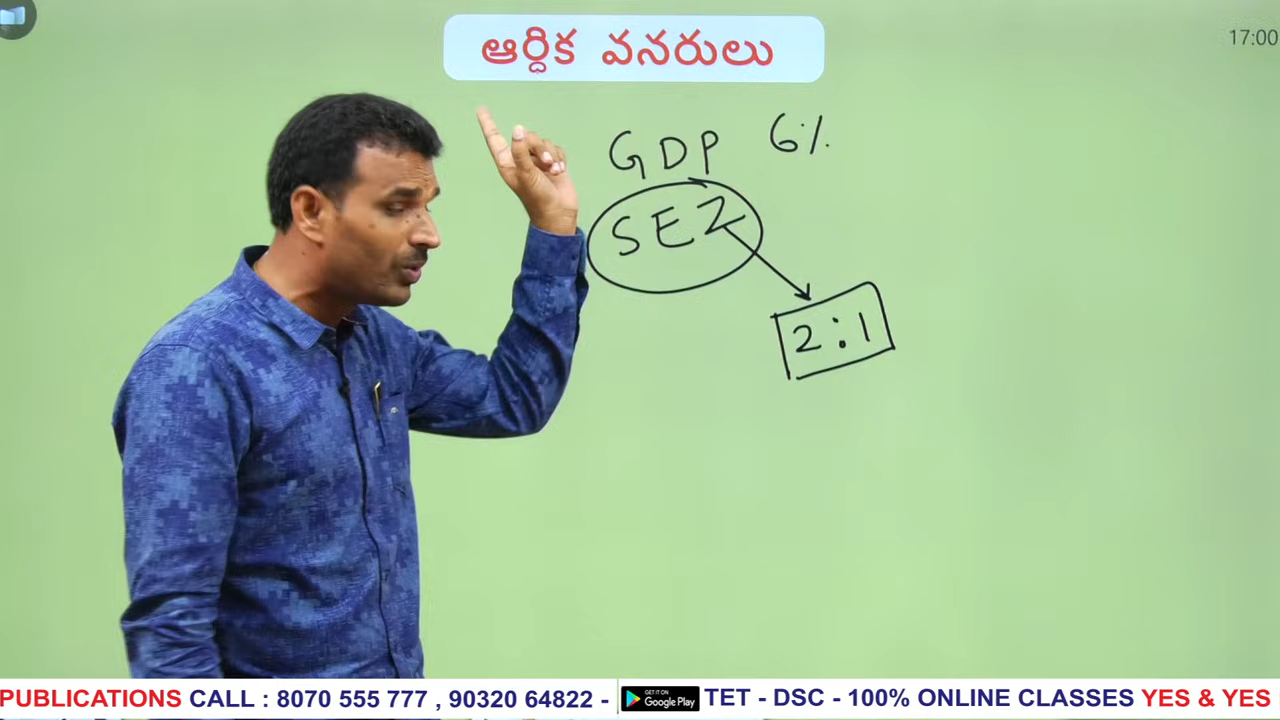 17:00
ఆర్దిక వనరులు
GDP 6%
SEZ
2:1
PUBLICATIONS CALL : 8070 555 777 , 90320 64822 - GET IT ON Google Play TET - DSC - 100% ONLINE CLASSES YES & YES